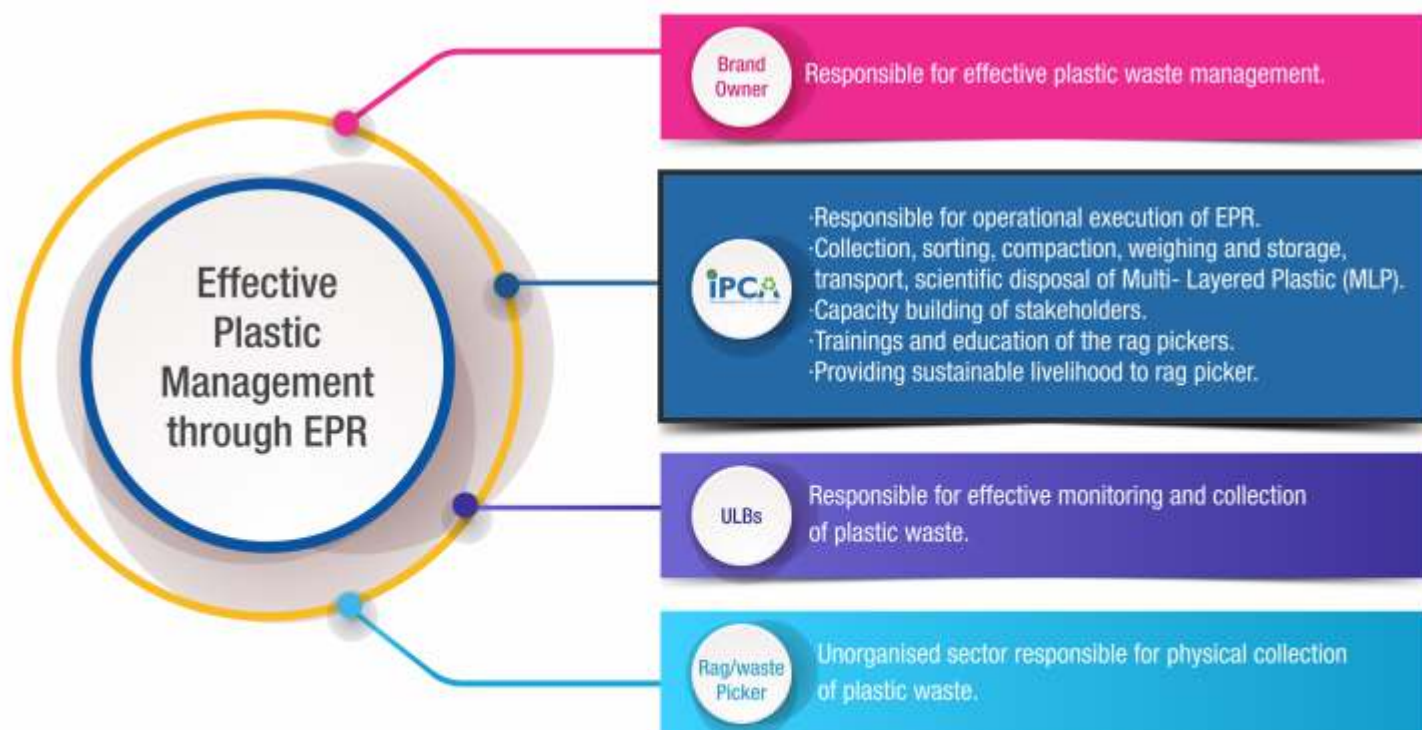 Effective
Plastic
Management
through EPR
Brand
Owner
Responsible for effective plastic waste management.
iPCA
·Responsible for operational execution of EPR.
·Collection, sorting, compaction, weighing and storage,
transport, scientific disposal of Multi- Layered Plastic (MLP).
·Capacity building of stakeholders.
·Trainings and education of the rag pickers.
·Providing sustainable livelihood to rag picker.
ULBs
Responsible for effective monitoring and collection
of plastic waste.
Rag/waste
Picker
Unorganised sector responsible for physical collection
of plastic waste.